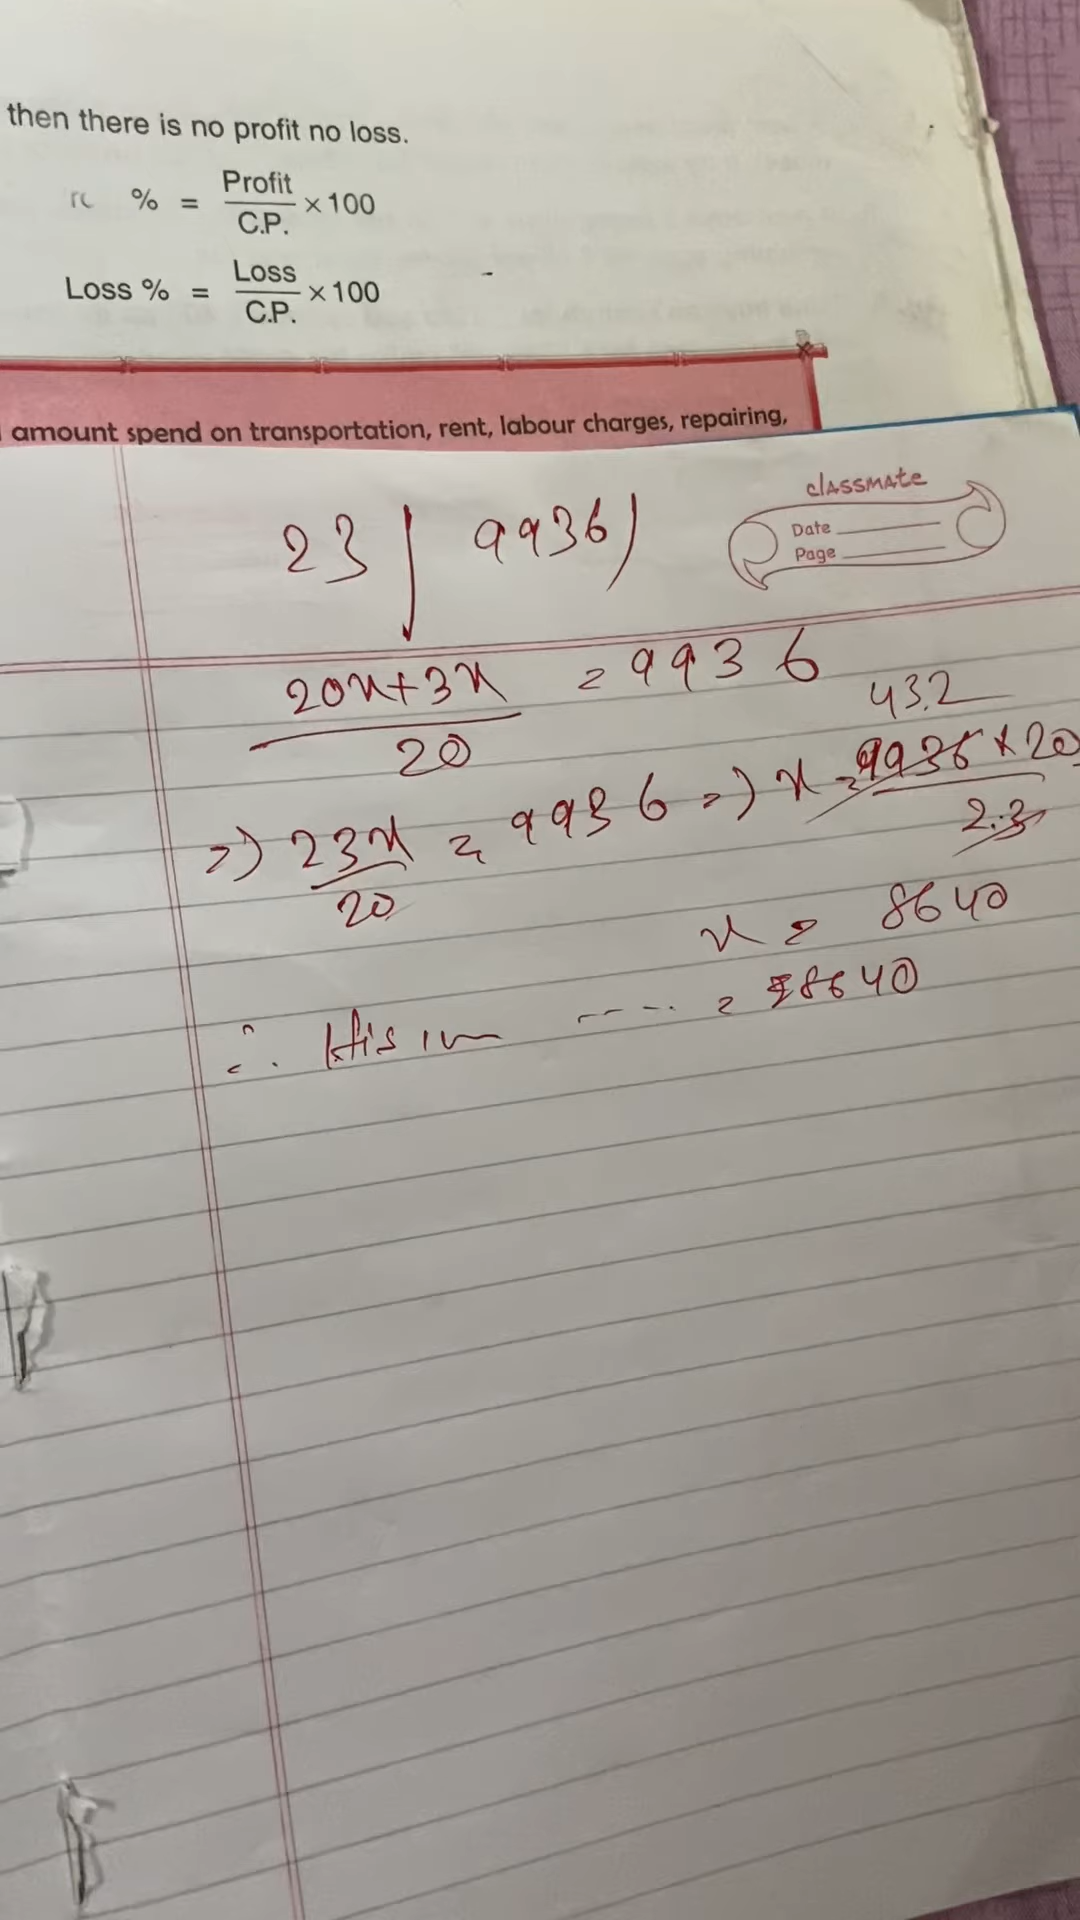 then there is no profit no loss.
% = Profit/C.P. × 100
Loss % = Loss/C.P. × 100
amount spend on transportation, rent, labour charges, repairing,
classmate
Date
Page
23 ) 9936 )
20x+3x/20 = 9936
432
=) 23x/20 = 9936 =) x = 9936 × 20/23
x = 8640
∴ His in ---- = ₹8640